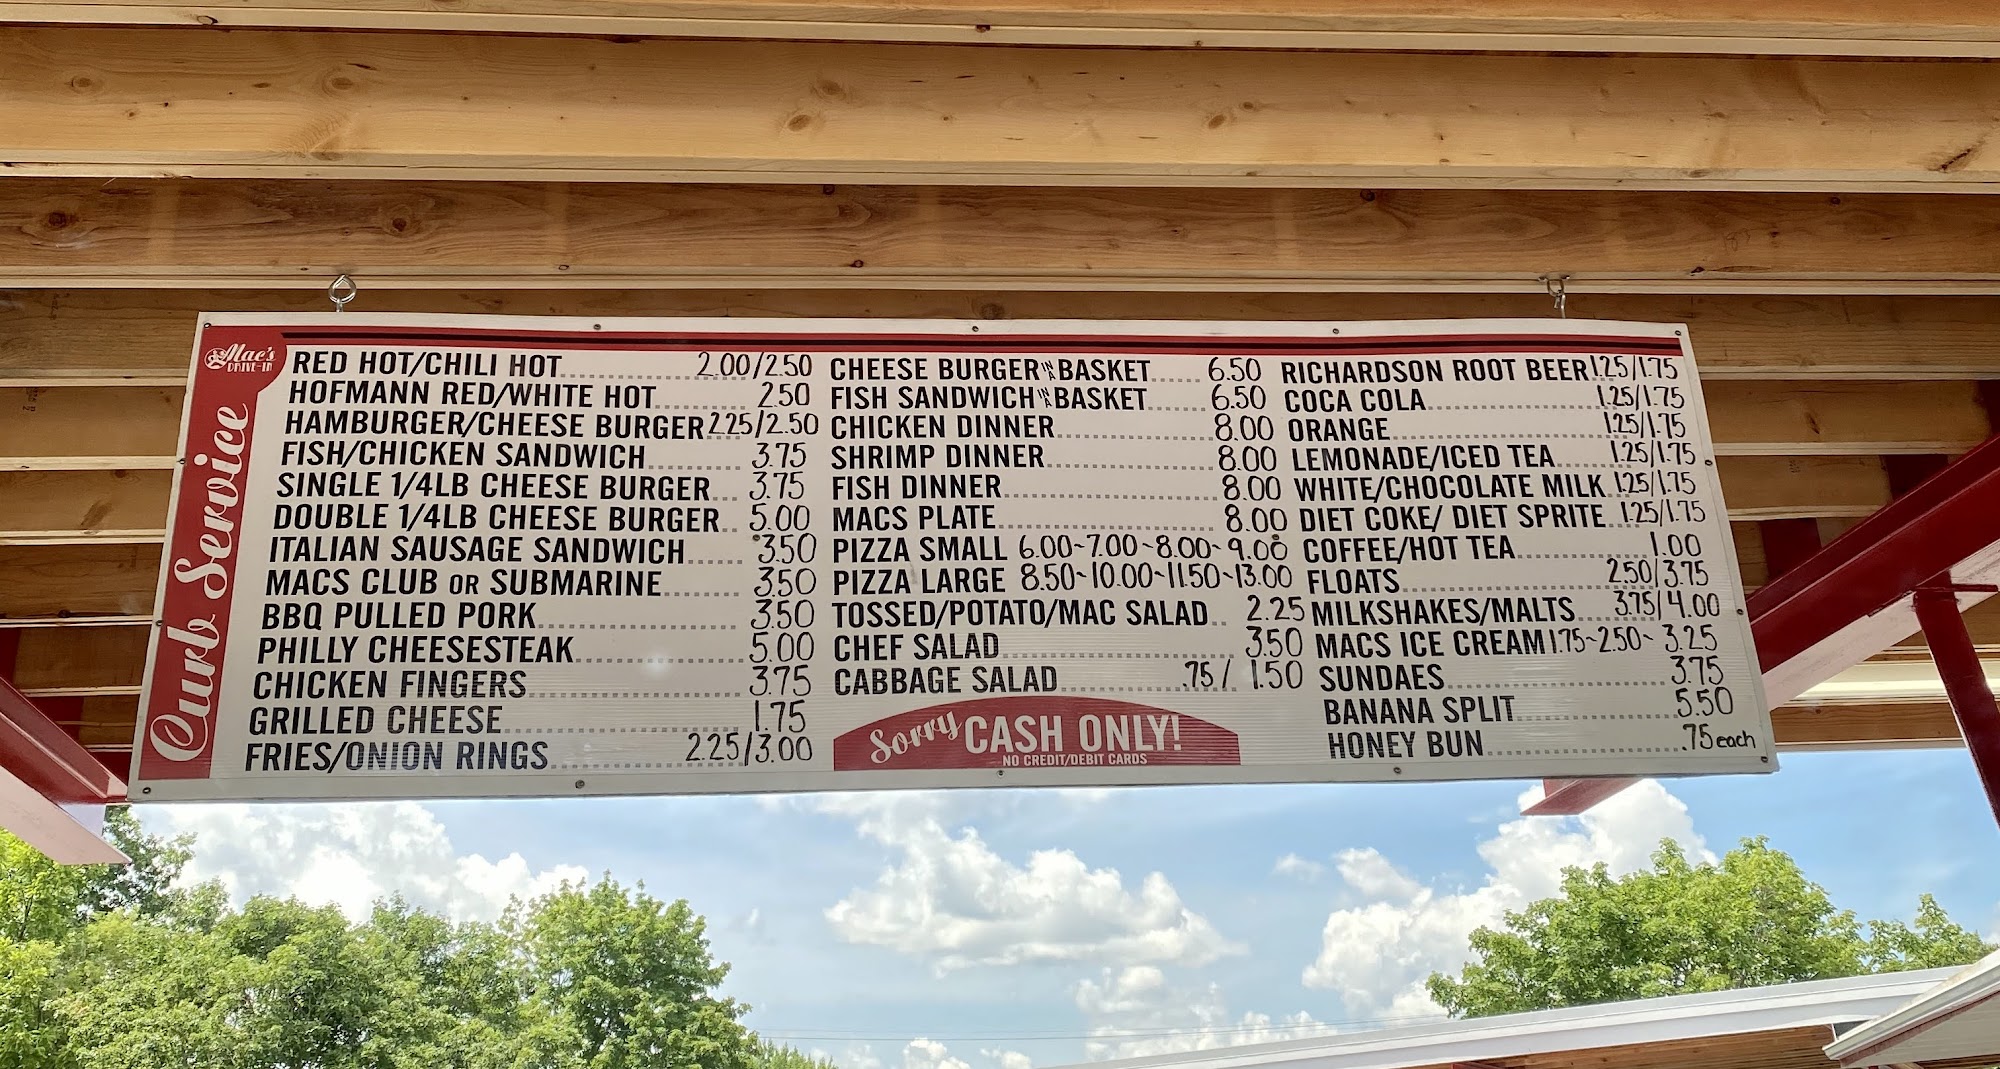 Mac's
DRIVE-IN
Curb Service
RED HOT/CHILI HOT 2.00/2.50
HOFMANN RED/WHITE HOT 2.50
HAMBURGER/CHEESE BURGER 2.25/2.50
FISH/CHICKEN SANDWICH 3.75
SINGLE 1/4LB CHEESE BURGER 3.75
DOUBLE 1/4LB CHEESE BURGER 5.00
ITALIAN SAUSAGE SANDWICH 3.50
MACS CLUB OR SUBMARINE 3.50
BBQ PULLED PORK 3.50
PHILLY CHEESESTEAK 5.00
CHICKEN FINGERS 3.75
GRILLED CHEESE 1.75
FRIES/ONION RINGS 2.25/3.00
CHEESE BURGER IN A BASKET 6.50
FISH SANDWICH IN A BASKET 6.50
CHICKEN DINNER 8.00
SHRIMP DINNER 8.00
FISH DINNER 8.00
MACS PLATE 8.00
PIZZA SMALL 6.00~7.00~8.00~9.00
PIZZA LARGE 8.50~10.00~11.50~13.00
TOSSED/POTATO/MAC SALAD 2.25
CHEF SALAD 3.50
CABBAGE SALAD .75/1.50
Sorry CASH ONLY!
NO CREDIT/DEBIT CARDS
RICHARDSON ROOT BEER 1.25/1.75
COCA COLA 1.25/1.75
ORANGE 1.25/1.75
LEMONADE/ICED TEA 1.25/1.75
WHITE/CHOCOLATE MILK 1.25/1.75
DIET COKE/ DIET SPRITE 1.25/1.75
COFFEE/HOT TEA 1.00
FLOATS 2.50/3.75
MILKSHAKES/MALTS 3.75/4.00
MACS ICE CREAM 1.75~2.50~3.25
SUNDAES 3.75
BANANA SPLIT 5.50
HONEY BUN .75 each